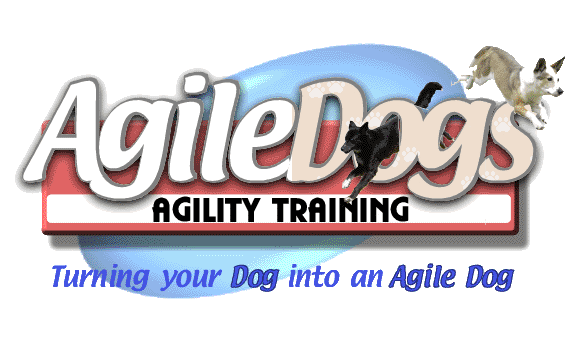 AgileDogs
AGILITY TRAINING
Turning your Dog into an Agile Dog